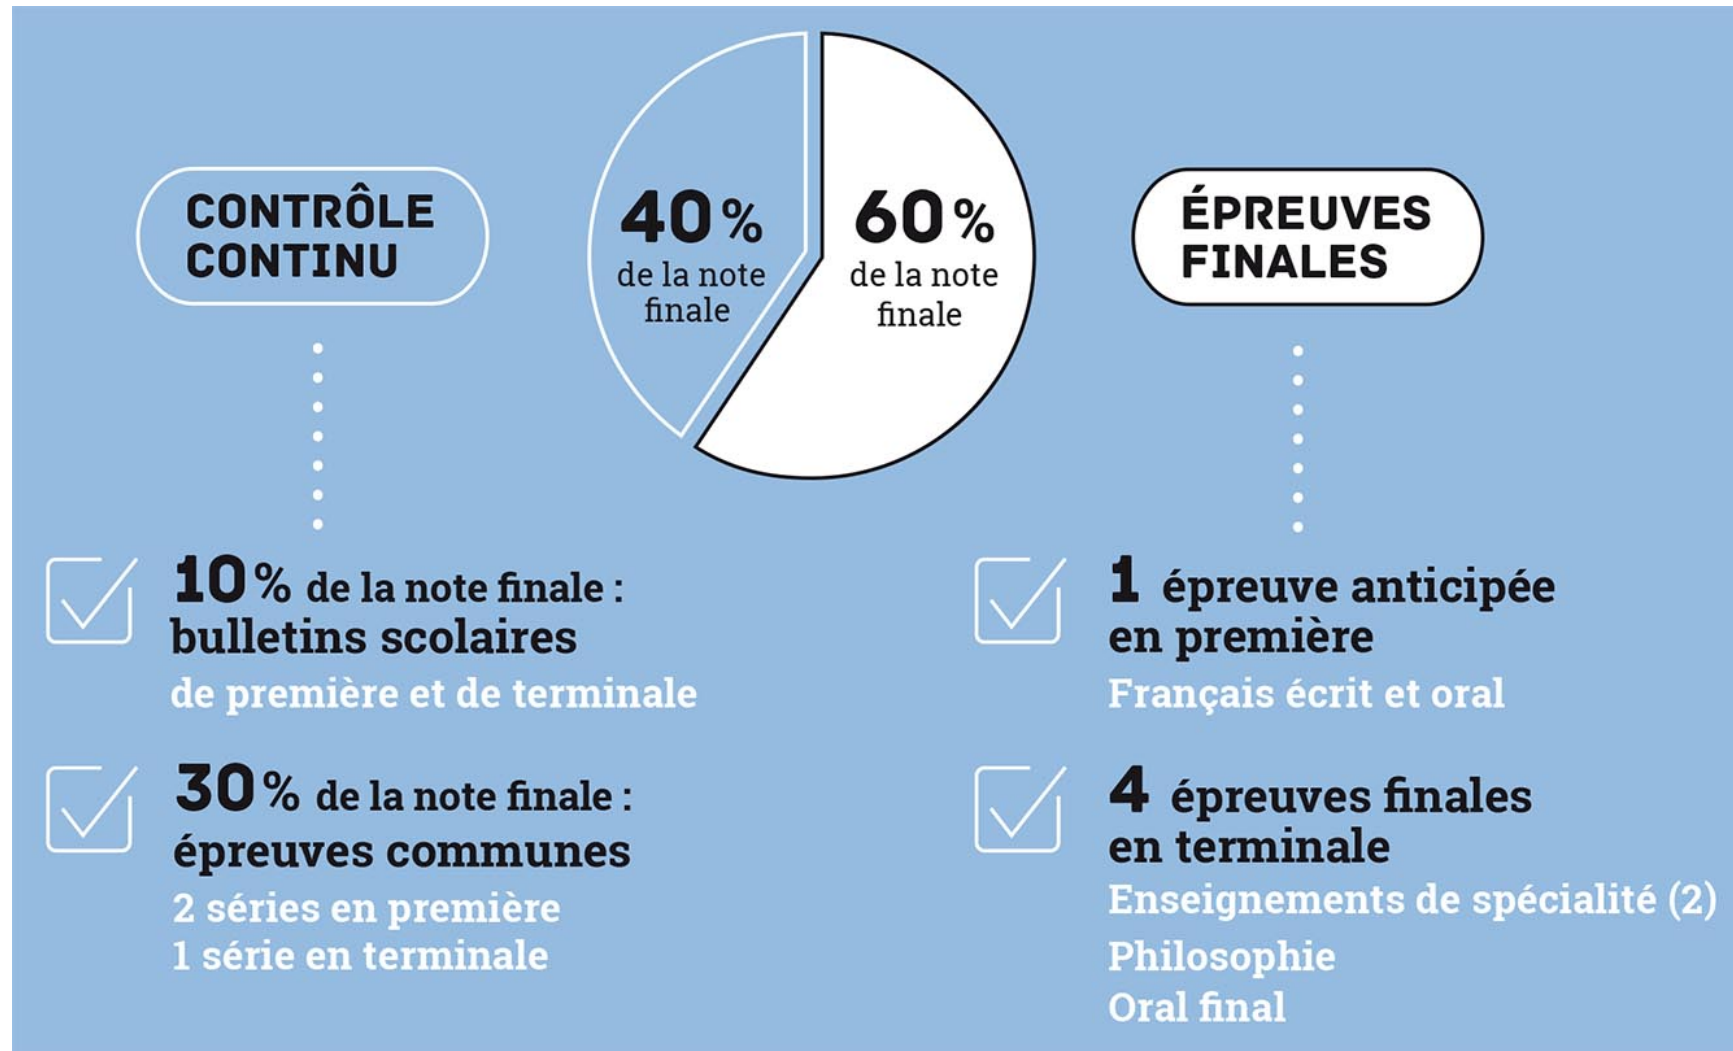 CONTRÔLE
CONTINU
40 %
de la note
finale
60 %
de la note
finale
ÉPREUVES
FINALES
10 % de la note finale :
bulletins scolaires
de première et de terminale
30 % de la note finale :
épreuves communes
2 séries en première
1 série en terminale
1 épreuve anticipée
en première
Français écrit et oral
4 épreuves finales
en terminale
Enseignements de spécialité (2)
Philosophie
Oral final